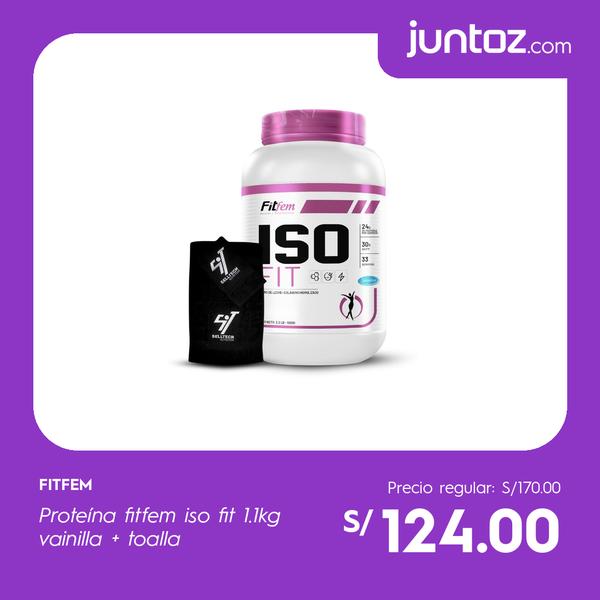 juntoz.com
Fitfem
ISO
FIT
24g
30g
33
SELLTECH
SELLTECH
FITFEM
Proteína fitfem iso fit 1.1kg
vainilla + toalla
Precio regular: S/170.00
S/124.00